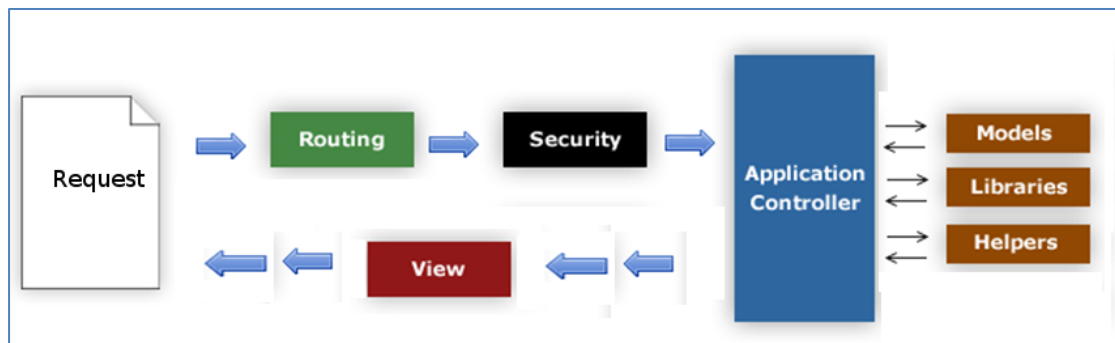 Request
Routing
Security
Application
Controller
Models
Libraries
Helpers
View